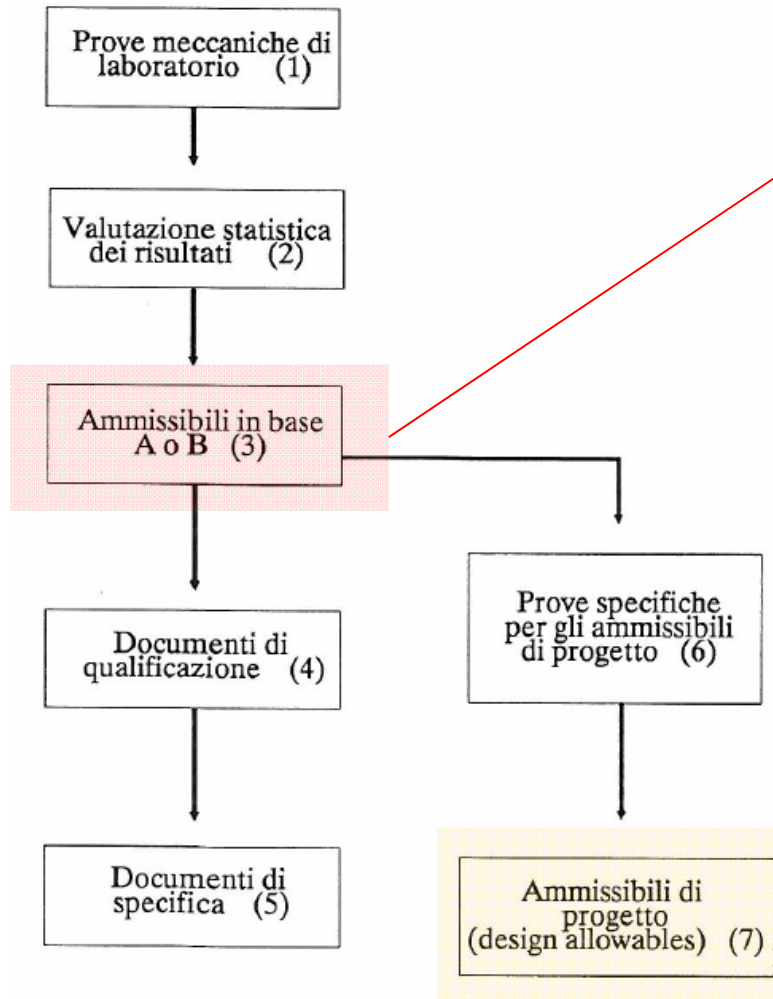 Prove meccaniche di
laboratorio (1)
Valutazione statistica
dei risultati (2)
Ammissibili in base
A o B (3)
Documenti di
qualificazione (4)
Prove specifiche
per gli ammissibili
di progetto (6)
Documenti di
specifica (5)
Ammissibili di
progetto
(design allowables) (7)